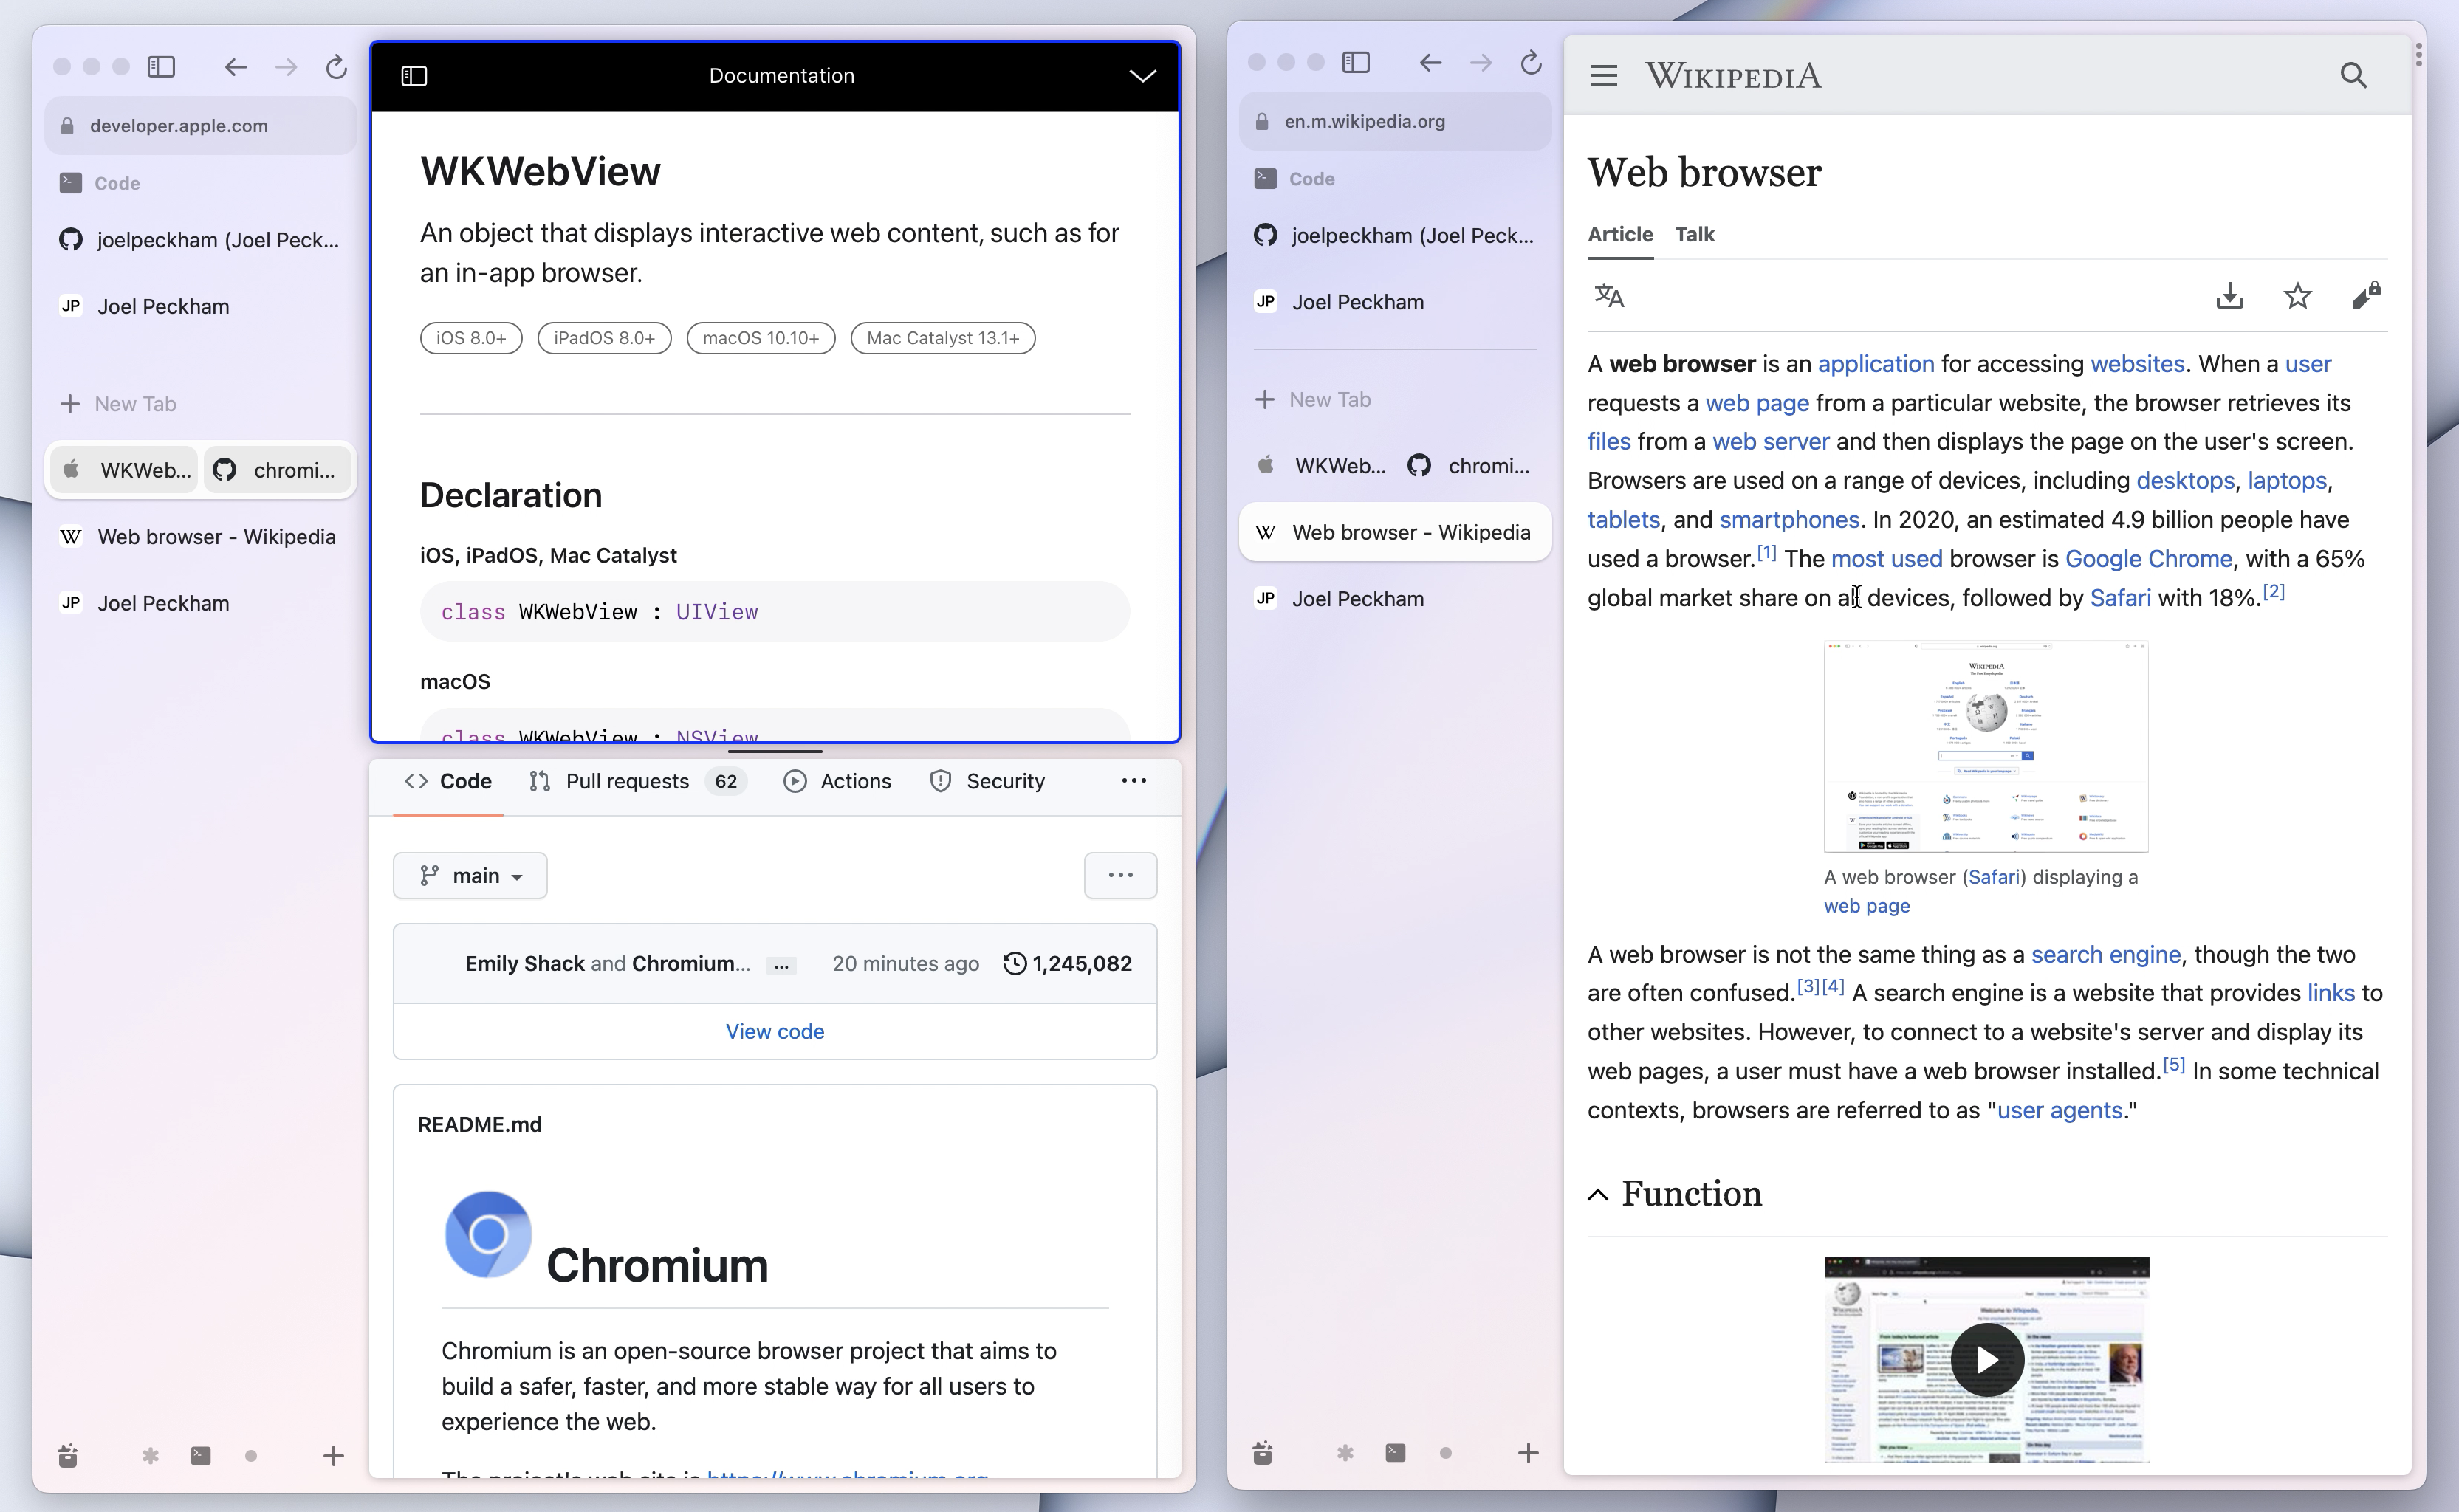 developer.apple.com
Code
joelpeckham (Joel Peck...
JP Joel Peckham
New Tab
WKWeb... chromi...
W Web browser - Wikipedia
JP Joel Peckham
Documentation
WKWebView
An object that displays interactive web content, such as for
an in-app browser.
iOS 8.0+ iPadOS 8.0+ macOS 10.10+ Mac Catalyst 13.1+
Declaration
iOS, iPadOS, Mac Catalyst
class WKWebView : UIView
macOS
class WKWebView : NSView
Code Pull requests 62 Actions Security
main
Emily Shack and Chromium... ... 20 minutes ago 1,245,082
View code
README.md
Chromium
Chromium is an open-source browser project that aims to
build a safer, faster, and more stable way for all users to
experience the web.
The project's web site is https://www.chromium.org
en.m.wikipedia.org
Code
joelpeckham (Joel Peck...
JP Joel Peckham
New Tab
WKWeb... chromi...
W Web browser - Wikipedia
JP Joel Peckham
WIKIPEDIA
Web browser
Article Talk
A web browser is an application for accessing websites. When a user
requests a web page from a particular website, the browser retrieves its
files from a web server and then displays the page on the user's screen.
Browsers are used on a range of devices, including desktops, laptops,
tablets, and smartphones. In 2020, an estimated 4.9 billion people have
used a browser.[1] The most used browser is Google Chrome, with a 65%
global market share on all devices, followed by Safari with 18%.[2]
WIKIPEDIA
A web browser (Safari) displaying a
web page
A web browser is not the same thing as a search engine, though the two
are often confused.[3][4] A search engine is a website that provides links to
other websites. However, to connect to a website's server and display its
web pages, a user must have a web browser installed.[5] In some technical
contexts, browsers are referred to as "user agents."
Function